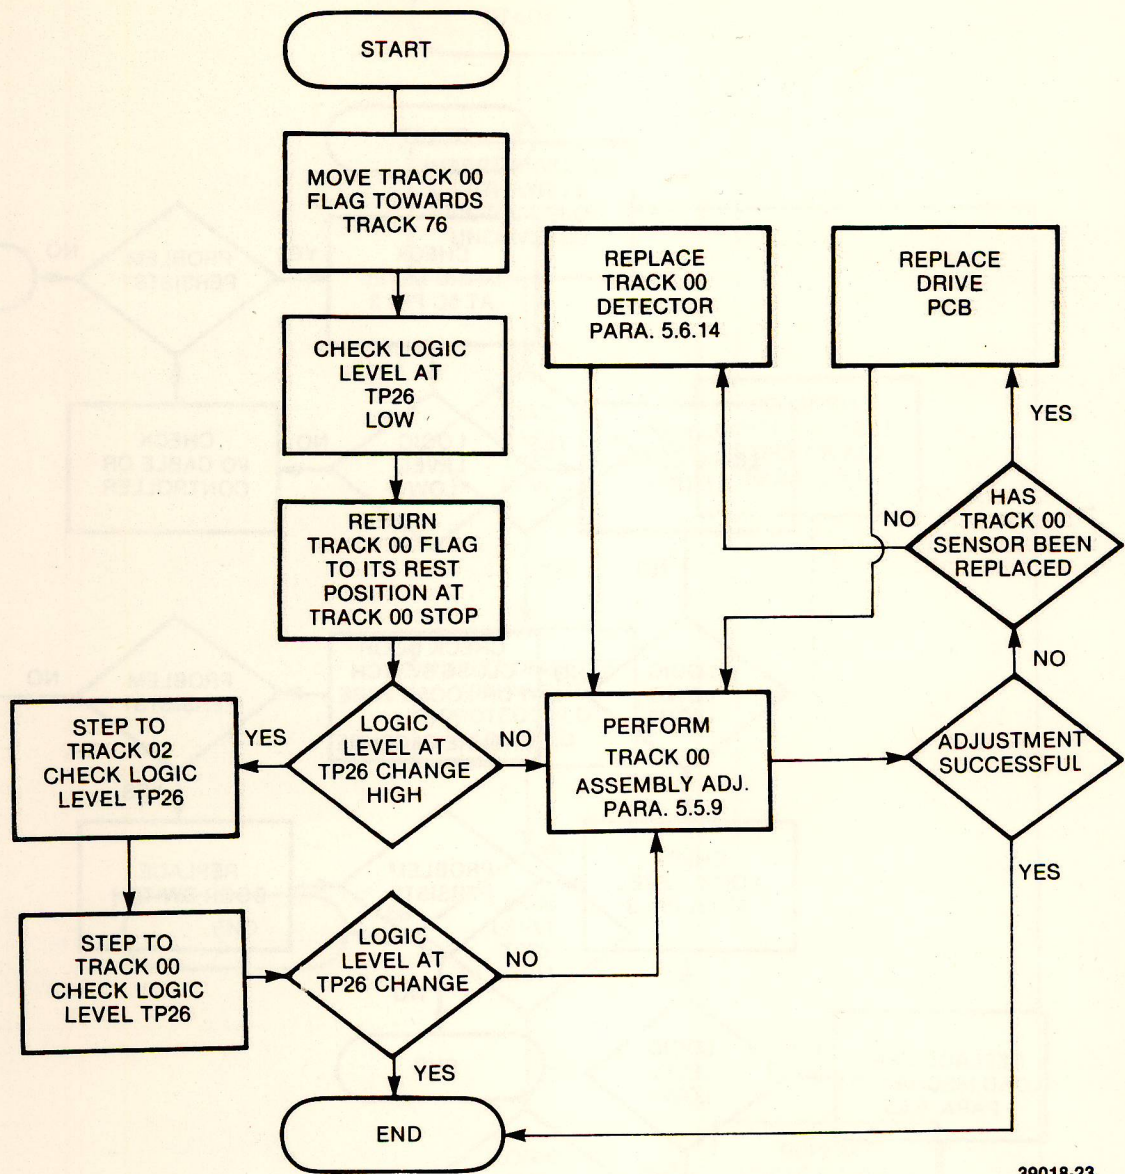 START
MOVE TRACK 00
FLAG TOWARDS
TRACK 76
CHECK LOGIC
LEVEL AT
TP26
LOW
RETURN
TRACK 00 FLAG
TO ITS REST
POSITION AT
TRACK 00 STOP
LOGIC
LEVEL AT
TP26 CHANGE
HIGH
YES
NO
STEP TO
TRACK 02
CHECK LOGIC
LEVEL TP26
STEP TO
TRACK 00
CHECK LOGIC
LEVEL TP26
LOGIC
LEVEL AT
TP26 CHANGE
NO
YES
END
REPLACE
TRACK 00
DETECTOR
PARA. 5.6.14
REPLACE
DRIVE
PCB
YES
HAS
TRACK 00
SENSOR BEEN
REPLACED
NO
NO
PERFORM
TRACK 00
ASSEMBLY ADJ.
PARA. 5.5.9
ADJUSTMENT
SUCCESSFUL
YES
39018-23